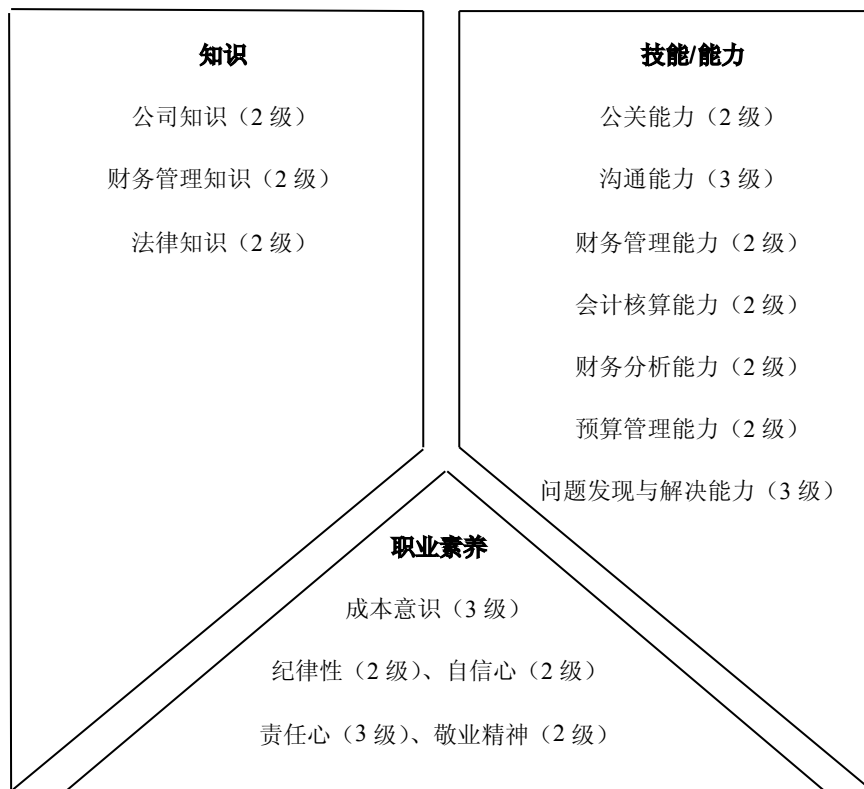 知识
公司知识（2 级）
财务管理知识（2 级）
法律知识（2 级）
技能/能力
公关能力（2 级）
沟通能力（3 级）
财务管理能力（2 级）
会计核算能力（2 级）
财务分析能力（2 级）
预算管理能力（2 级）
问题发现与解决能力（3 级）
职业素养
成本意识（3 级）
纪律性（2 级）、自信心（2 级）
责任心（3 级）、敬业精神（2 级）